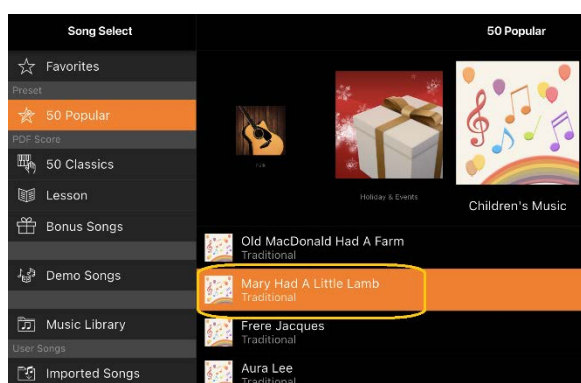 Song Select
50 Popular
Favorites
Preset
50 Popular
PDF Score
50 Classics
Lesson
Bonus Songs
Demo Songs
Music Library
User Songs
Imported Songs
Folk
Holiday & Events
Children's Music
Old MacDonald Had A Farm
Traditional
Mary Had A Little Lamb
Traditional
Frere Jacques
Traditional
Aura Lee
Traditional